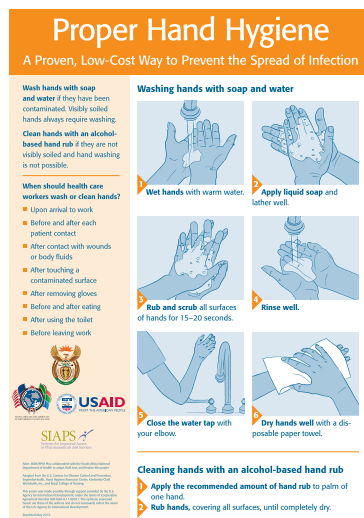 Proper Hand Hygiene
A Proven, Low-Cost Way to Prevent the Spread of Infection
Wash hands with soap
and water if they have been
contaminated. Visibly soiled
hands always require washing.
Clean hands with an alcohol-
based hand rub if they are not
visibly soiled and hand washing
is not possible.
When should health care
workers wash or clean hands?
Upon arrival to work
Before and after each
patient contact
After contact with wounds
or body fluids
After touching a
contaminated surface
After removing gloves
Before and after eating
After using the toilet
Before leaving work
USAID
FROM THE AMERICAN PEOPLE
SIAPS
Washing hands with soap and water
1
Wet hands with warm water.
2
Apply liquid soap and
lather well.
3
Rub and scrub all surfaces
of hands for 15–20 seconds.
4
Rinse well.
5
Close the water tap with
your elbow.
6
Dry hands well with a dis-
posable paper towel.
Cleaning hands with an alcohol-based hand rub
1 Apply the recommended amount of hand rub to palm of
one hand.
2 Rub hands, covering all surfaces, until completely dry.